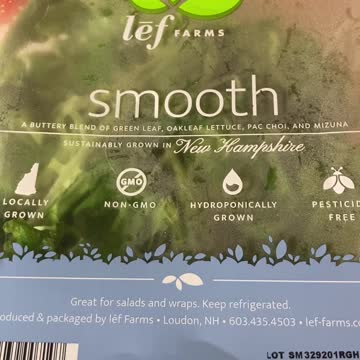 lēf FARMS
smooth
A BUTTERY BLEND OF GREEN LEAF, OAKLEAF LETTUCE, PAC CHOI, AND MIZUNA
SUSTAINABLY GROWN IN New Hampshire
LOCALLY GROWN
GMO
NON-GMO
HYDROPONICALLY GROWN
PESTICID
FREE
Great for salads and wraps. Keep refrigerated.
oduced & packaged by lēf Farms • Loudon, NH • 603.435.4503 • lef-farms.co
LOT SM329201RGH